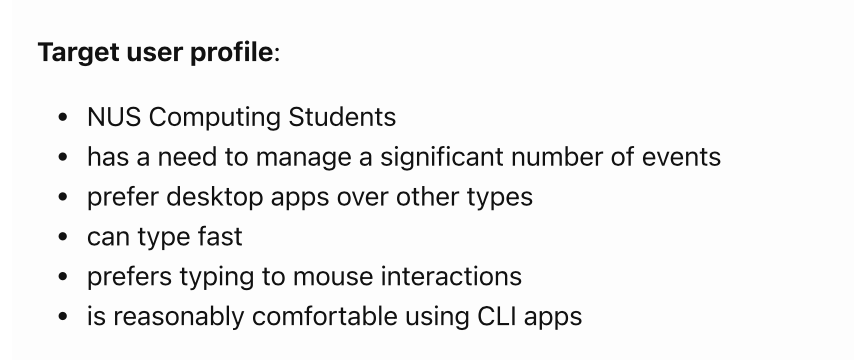 Target user profile:
• NUS Computing Students
• has a need to manage a significant number of events
• prefer desktop apps over other types
• can type fast
• prefers typing to mouse interactions
• is reasonably comfortable using CLI apps